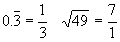 0.3̅ = 1/3   √49 = 7/1